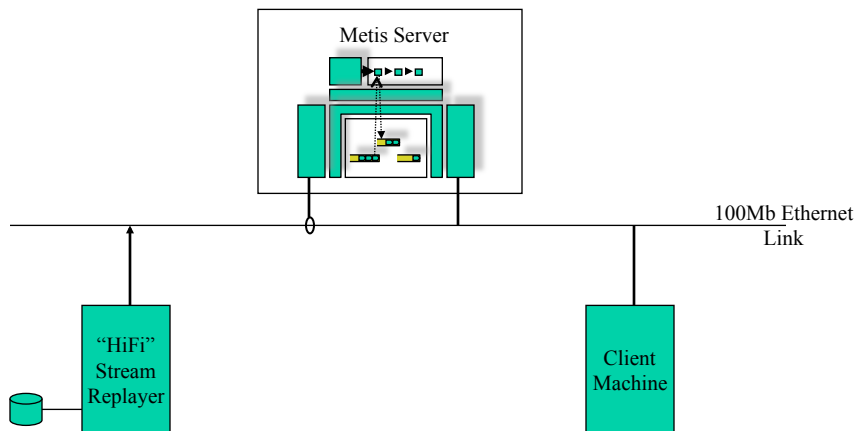 Metis Server
100Mb Ethernet
Link
“HiFi”
Stream
Replayer
Client
Machine